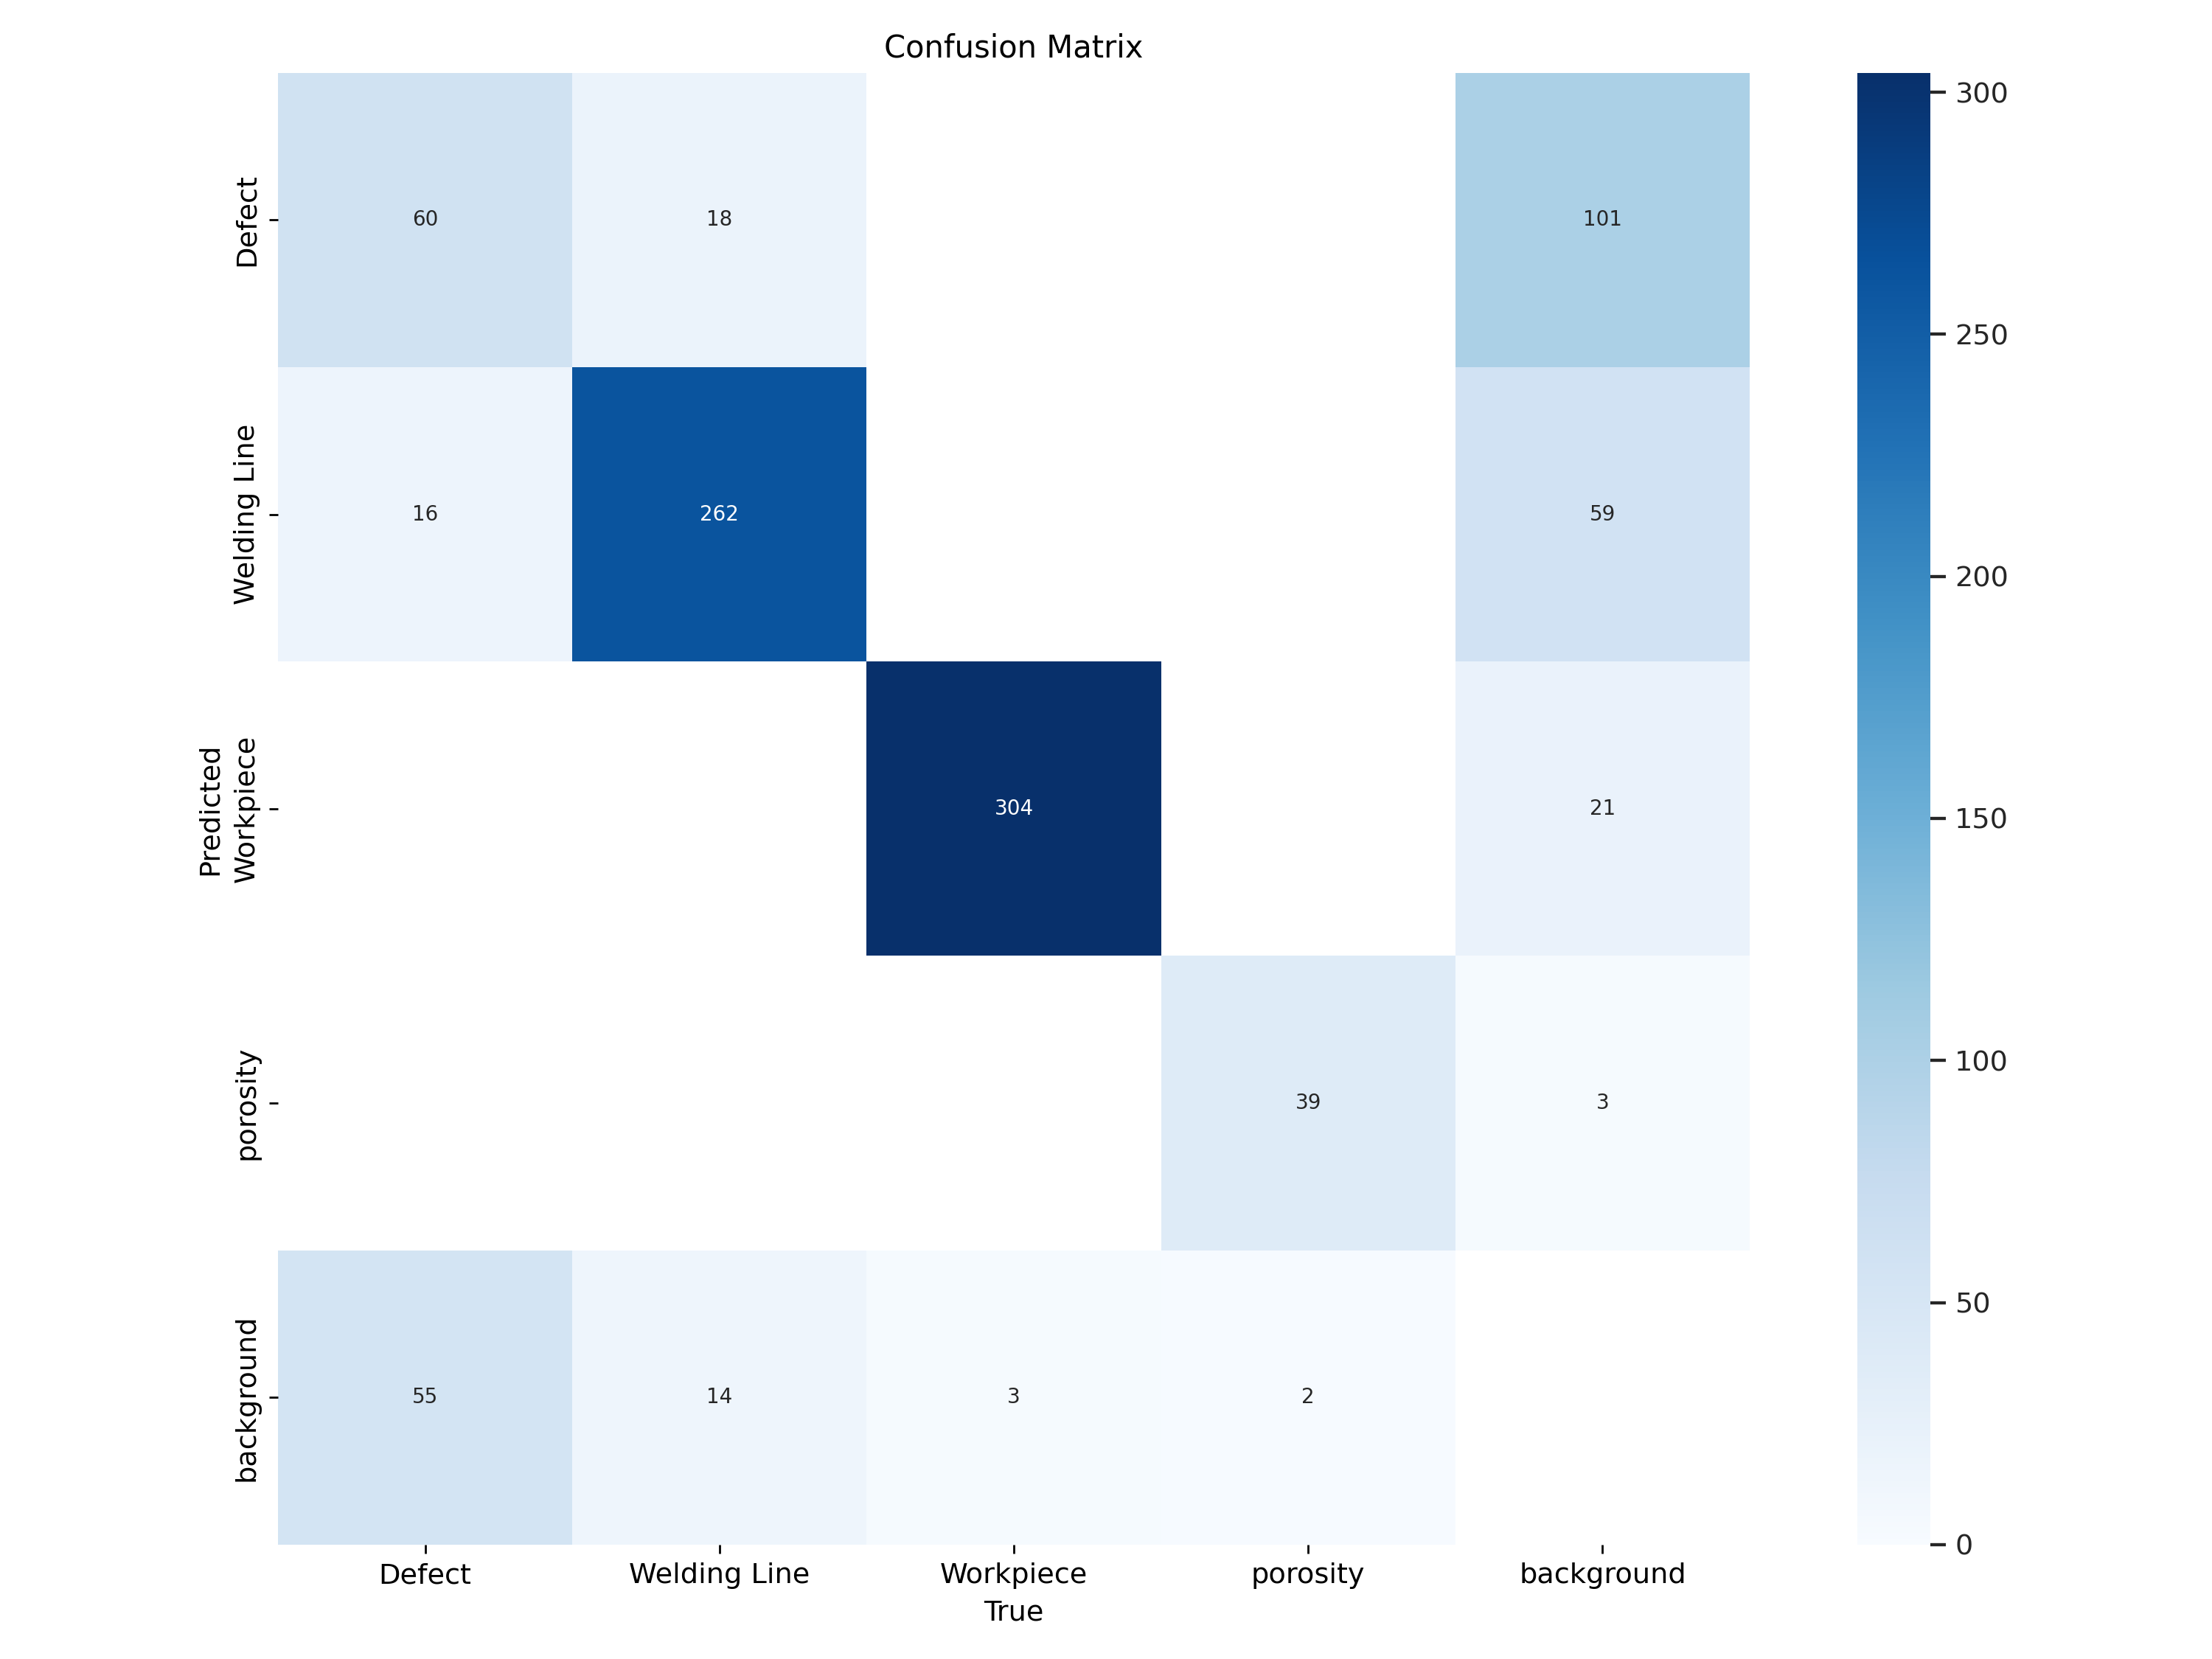 Confusion Matrix
Defect
60
18
101
Welding Line
16
262
59
Predicted
Workpiece
304
21
porosity
39
3
background
55
14
3
2
Defect
Welding Line
Workpiece
porosity
background
True
300
250
200
150
100
50
0